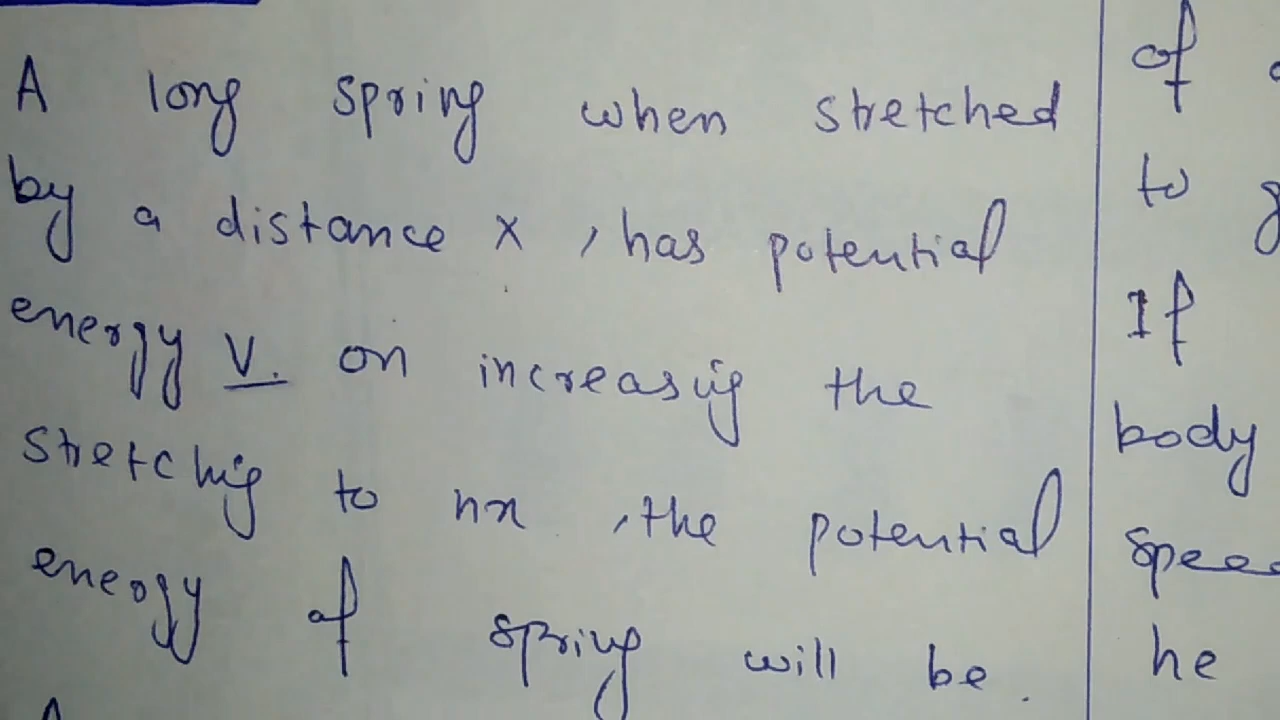 A long spring when stretched
by a distance x, has potential
energy V. on increasing the
stretching to nx, the potential
energy of spring will be.
of
to
If
body
spee
he